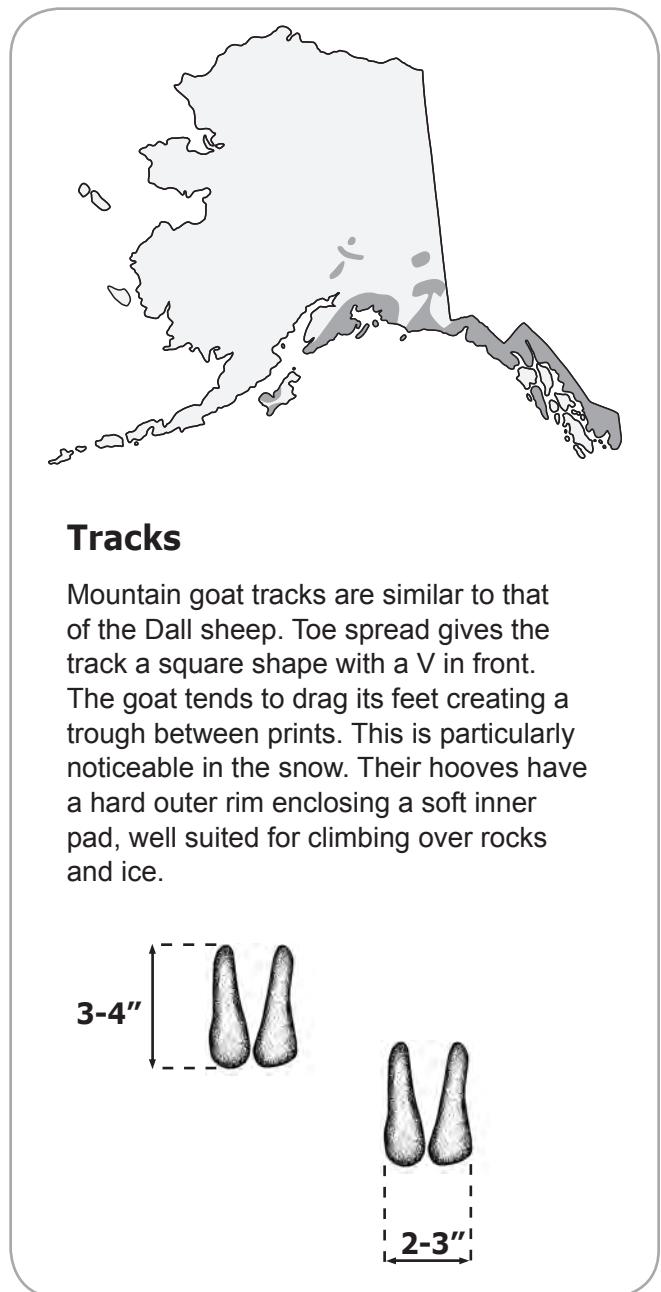 Tracks
Mountain goat tracks are similar to that
of the Dall sheep. Toe spread gives the
track a square shape with a V in front.
The goat tends to drag its feet creating a
trough between prints. This is particularly
noticeable in the snow. Their hooves have
a hard outer rim enclosing a soft inner
pad, well suited for climbing over rocks
and ice.
3-4”
2-3”